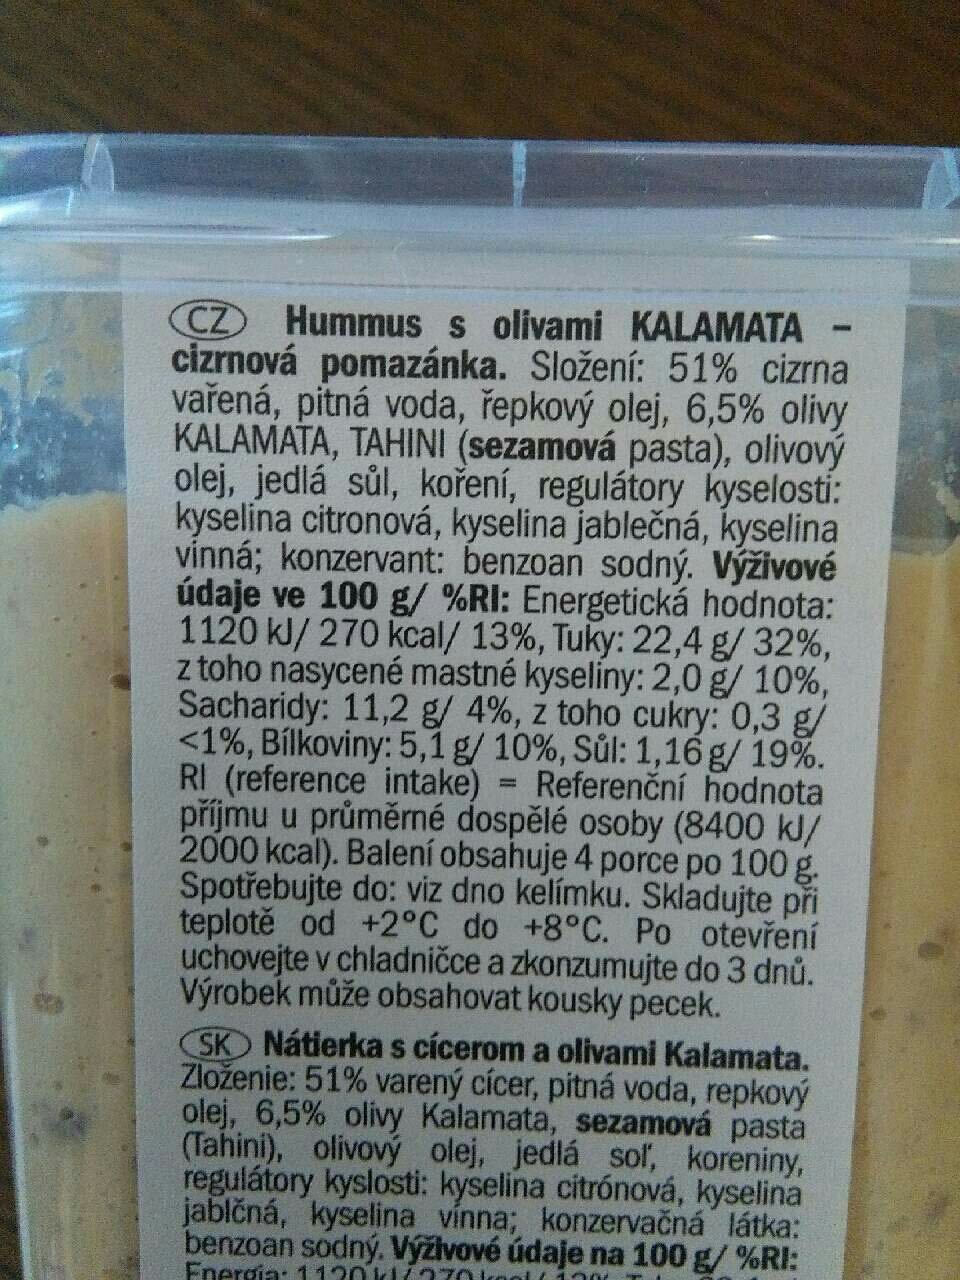 CZ Hummus s olivami KALAMATA –
cizrnová pomazánka. Složení: 51% cizrna
vařená, pitná voda, řepkový olej, 6,5% olivy
KALAMATA, TAHINI (sezamová pasta), olivový
olej, jedlá sůl, koření, regulátory kyselosti:
kyselina citronová, kyselina jablečná, kyselina
vinná; konzervant: benzoan sodný. Výživové
údaje ve 100 g/ %RI: Energetická hodnota:
1120 kJ/ 270 kcal/ 13%, Tuky: 22,4 g/ 32%,
z toho nasycené mastné kyseliny: 2,0 g/ 10%,
Sacharidy: 11,2 g/ 4%, z toho cukry: 0,3 g/
<1%, Bílkoviny: 5,1 g/ 10%, Sůl: 1,16 g/ 19%.
RI (reference intake) = Referenční hodnota
příjmu u průměrné dospělé osoby (8400 kJ/
2000 kcal). Balení obsahuje 4 porce po 100 g.
Spotřebujte do: viz dno kelímku. Skladujte při
teplotě od +2°C do +8°C. Po otevření
uchovejte v chladničce a zkonzumujte do 3 dnů.
Výrobek může obsahovat kousky pecek.
SK Nátierka s cícerom a olivami Kalamata.
Zloženie: 51% varený cícer, pitná voda, repkový
olej, 6,5% olivy Kalamata, sezamová pasta
(Tahini), olivový olej, jedlá soľ, koreniny,
regulátory kyslosti: kyselina citrónová, kyselina
jablčná, kyselina vínna; konzervačná látka:
benzoan sodný. Výživové údaje na 100 g/ %RI:
Energia: 1120 kJ/ 270 kcal/ 13%